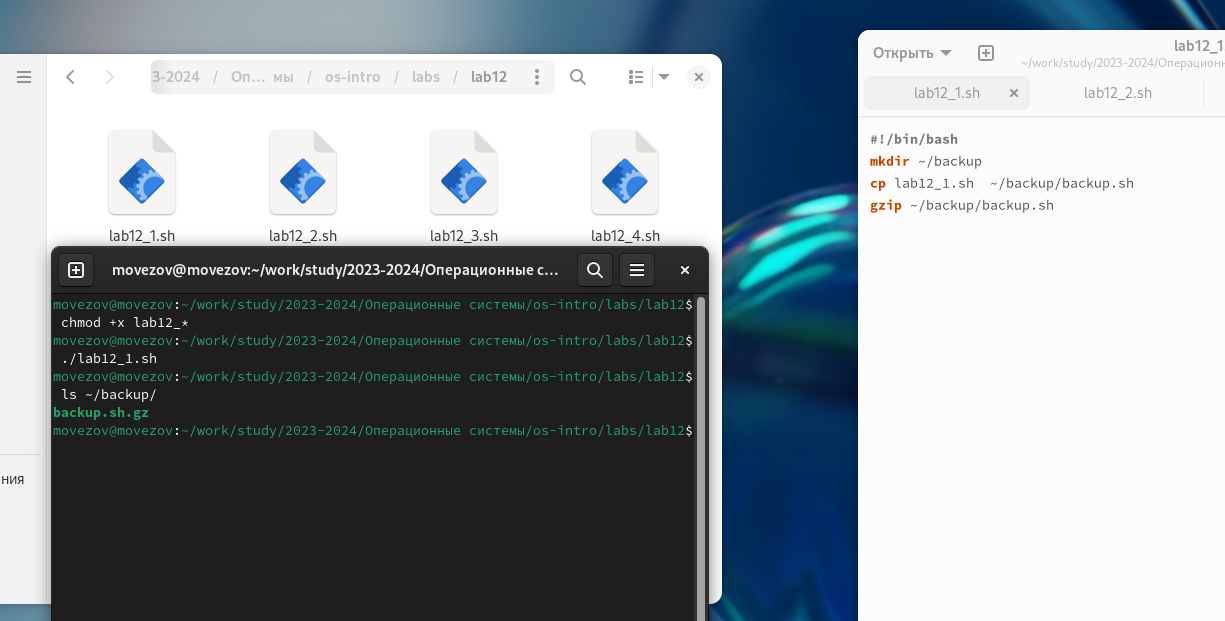 3-2024 / Оп… мы / os-intro / labs / lab12
lab12_1.sh
lab12_2.sh
lab12_3.sh
lab12_4.sh
ния
movezov@movezov:~/work/study/2023-2024/Операционные с…
movezov@movezov:~/work/study/2023-2024/Операционные системы/os-intro/labs/lab12$
chmod +x lab12_*
movezov@movezov:~/work/study/2023-2024/Операционные системы/os-intro/labs/lab12$
./lab12_1.sh
movezov@movezov:~/work/study/2023-2024/Операционные системы/os-intro/labs/lab12$
ls ~/backup/
backup.sh.gz
movezov@movezov:~/work/study/2023-2024/Операционные системы/os-intro/labs/lab12$
Открыть
lab12_1
~/work/study/2023-2024/Операцион
lab12_1.sh
lab12_2.sh
#!/bin/bash
mkdir ~/backup
cp lab12_1.sh  ~/backup/backup.sh
gzip ~/backup/backup.sh